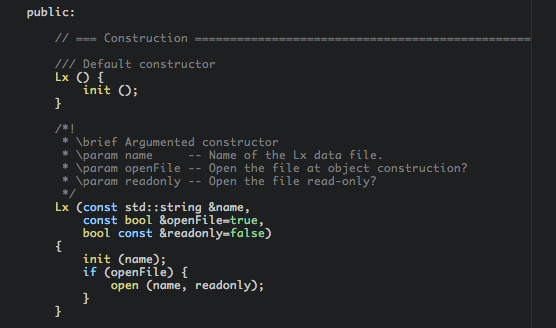 public:
// === Construction ================================================
/// Default constructor
Lx () {
init ();
}
/*!
* \brief Argumented constructor
* \param name     -- Name of the Lx data file.
* \param openFile -- Open the file at object construction?
* \param readonly -- Open the file read-only?
*/
Lx (const std::string &name,
const bool &openFile=true,
bool const &readonly=false)
{
init (name);
if (openFile) {
open (name, readonly);
}
}